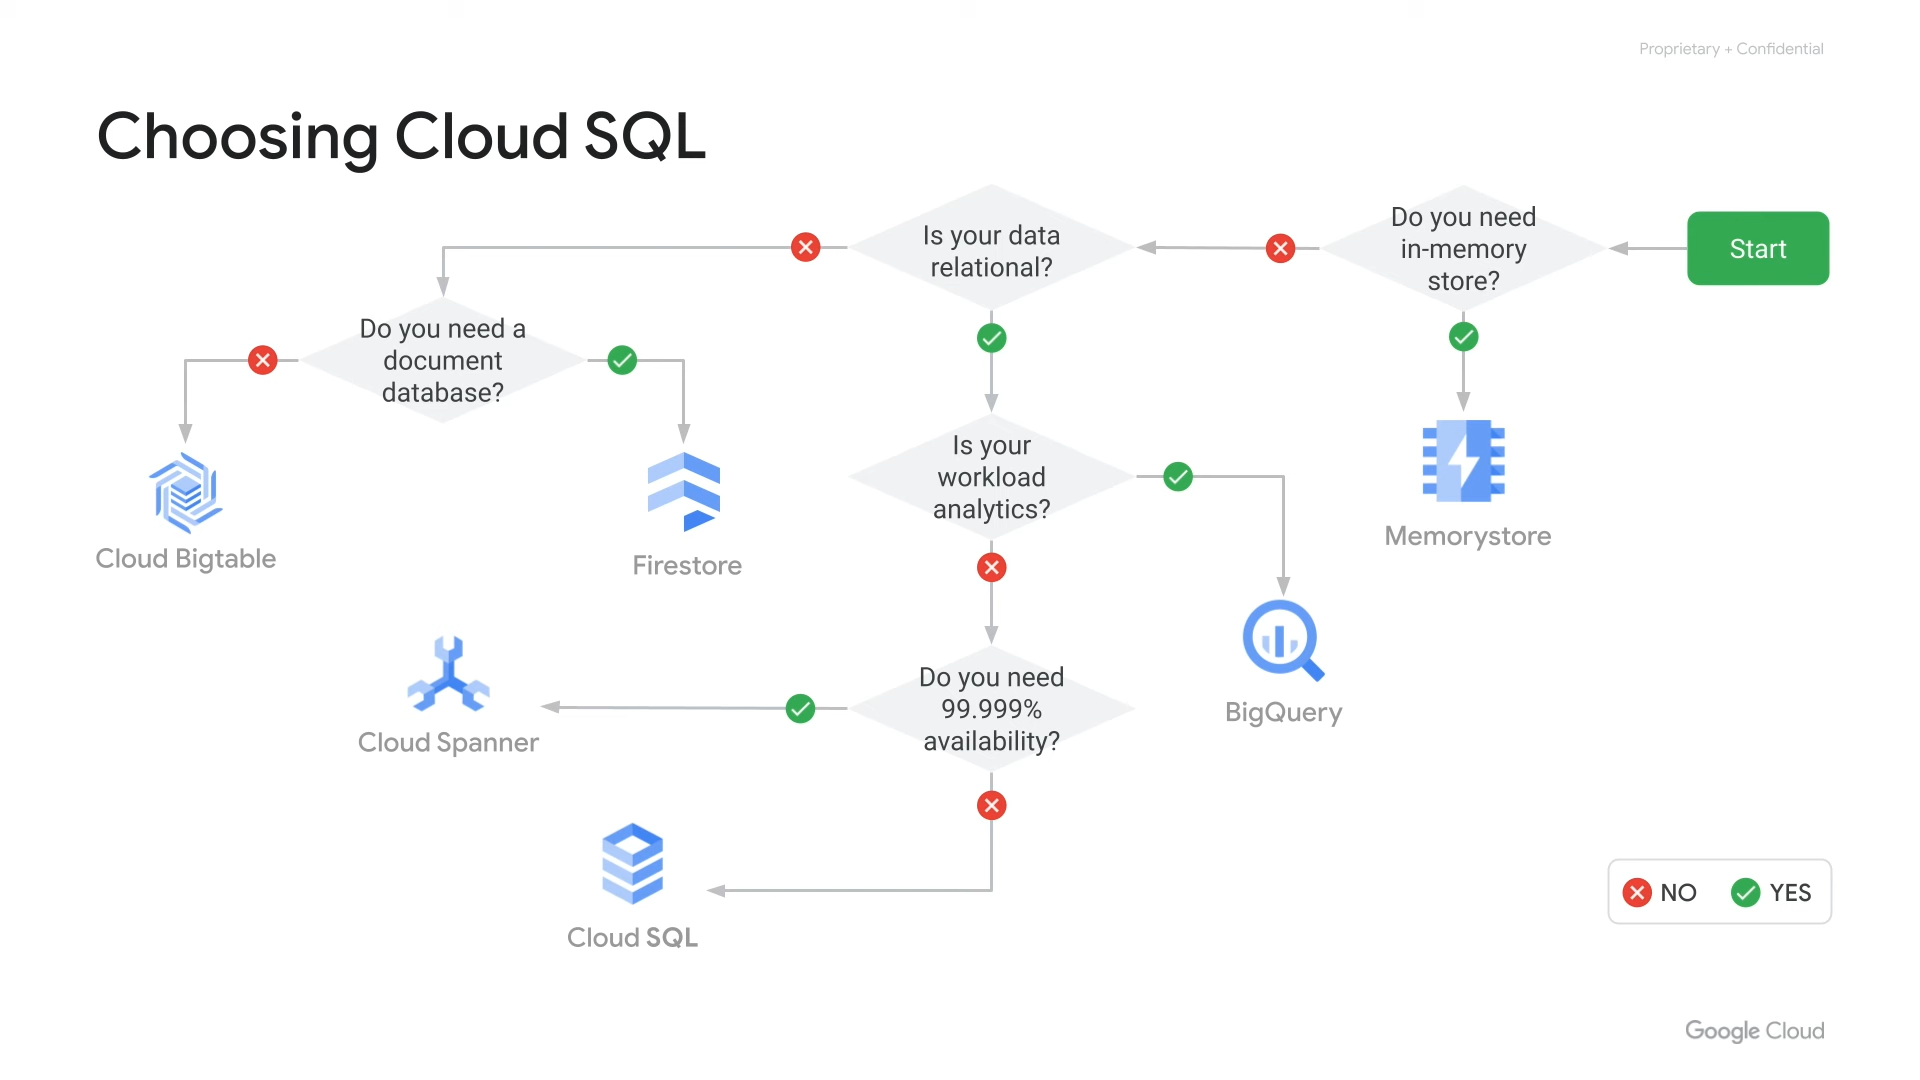 Proprietary + Confidential
Choosing Cloud SQL
Start
Do you need
in-memory
store?
Is your data
relational?
Do you need a
document
database?
Is your
workload
analytics?
Memorystore
Cloud Bigtable
Firestore
Do you need
99.999%
availability?
BigQuery
Cloud Spanner
Cloud SQL
NO
YES
Google Cloud